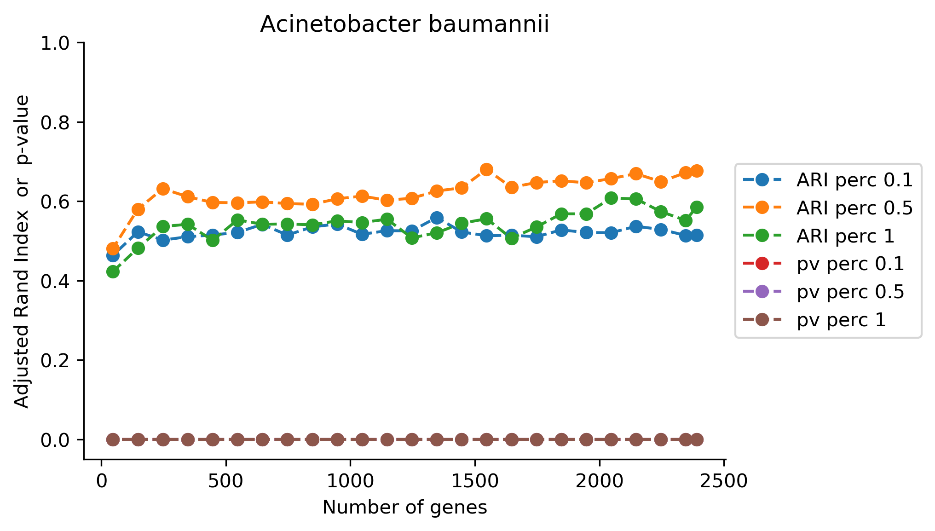 Acinetobacter baumannii
1.0
0.8
0.6
0.4
0.2
0.0
Adjusted Rand Index or p-value
0
500
1000
1500
2000
2500
Number of genes
ARI perc 0.1
ARI perc 0.5
ARI perc 1
pv perc 0.1
pv perc 0.5
pv perc 1